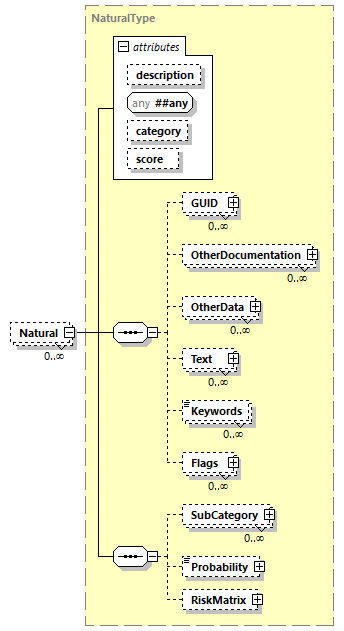 NaturalType
attributes
description
any ##any
category
score
GUID
0..∞
OtherDocumentation
0..∞
OtherData
0..∞
Natural
0..∞
Text
0..∞
Keywords
0..∞
Flags
0..∞
SubCategory
0..∞
Probability
RiskMatrix